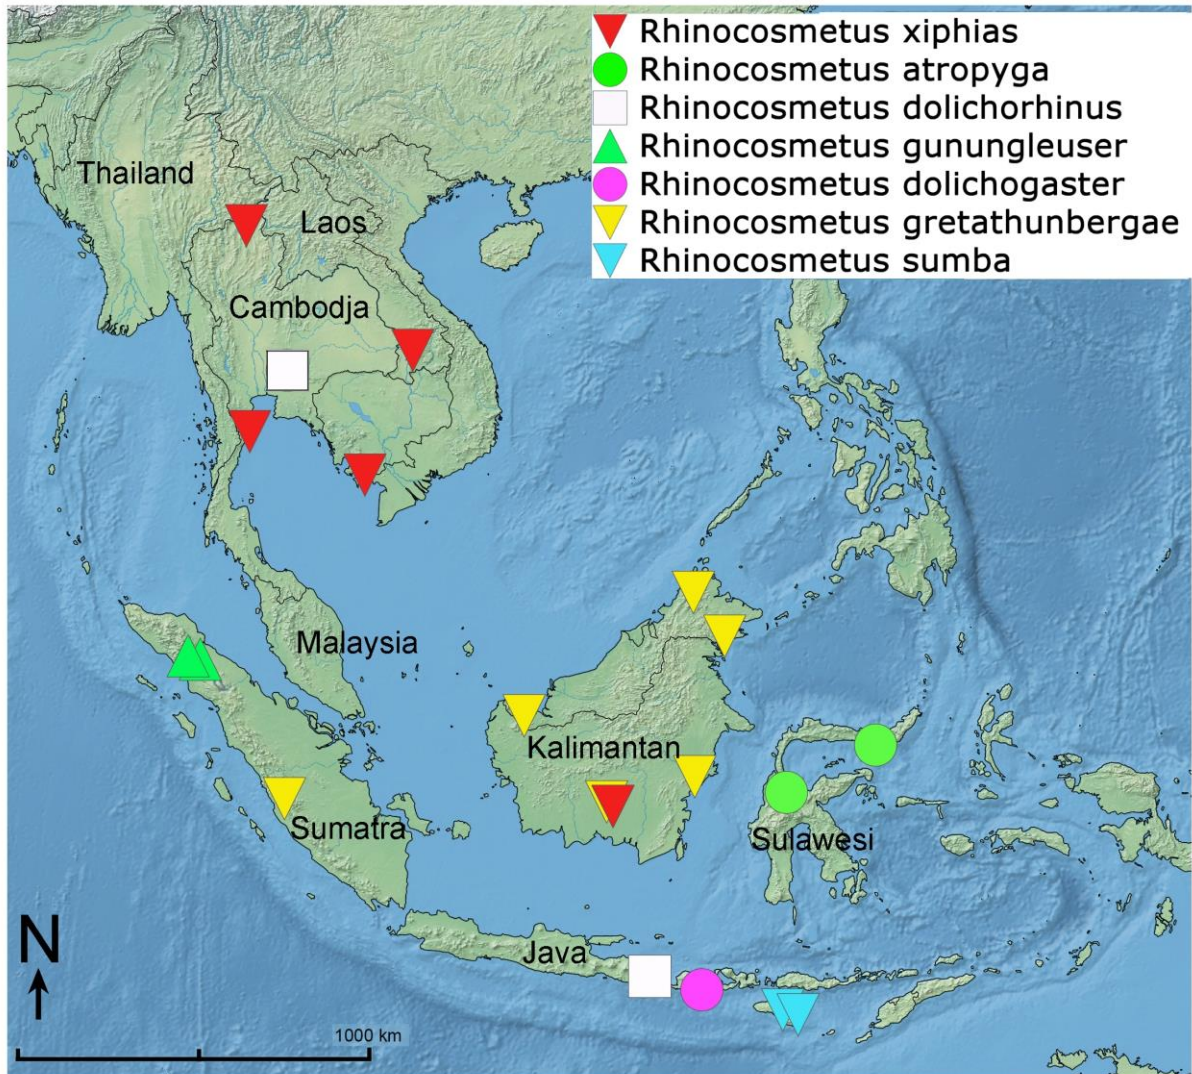 Rhinocosmetus xiphias
Rhinocosmetus atropyga
Rhinocosmetus dolichorhinus
Rhinocosmetus gunungleuser
Rhinocosmetus dolichogaster
Rhinocosmetus gretathunbergae
Rhinocosmetus sumba
Thailand
Laos
Cambodja
Malaysia
Kalimantan
Sumatra
Sulawesi
Java
N
1000 km